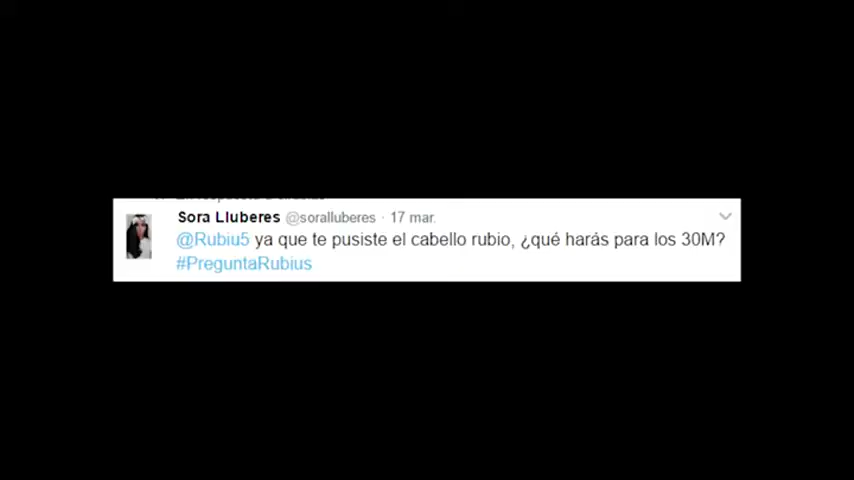 Sora Lluberes @soralluberes · 17 mar.
@Rubiu5 ya que te pusiste el cabello rubio, ¿qué harás para los 30M?
#PreguntaRubius